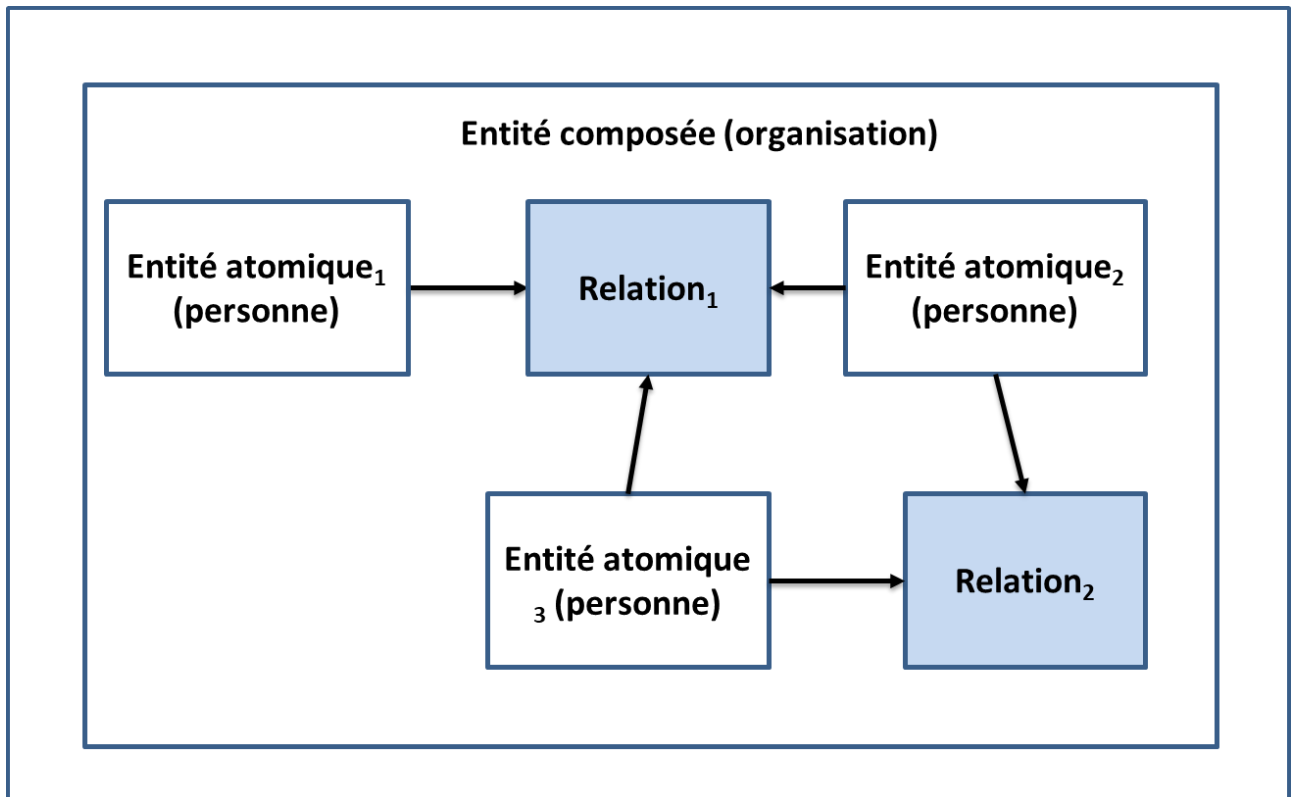 Entité composée (organisation)
Entité atomique₁
(personne)
Relation₁
Entité atomique₂
(personne)
Entité atomique
₃ (personne)
Relation₂